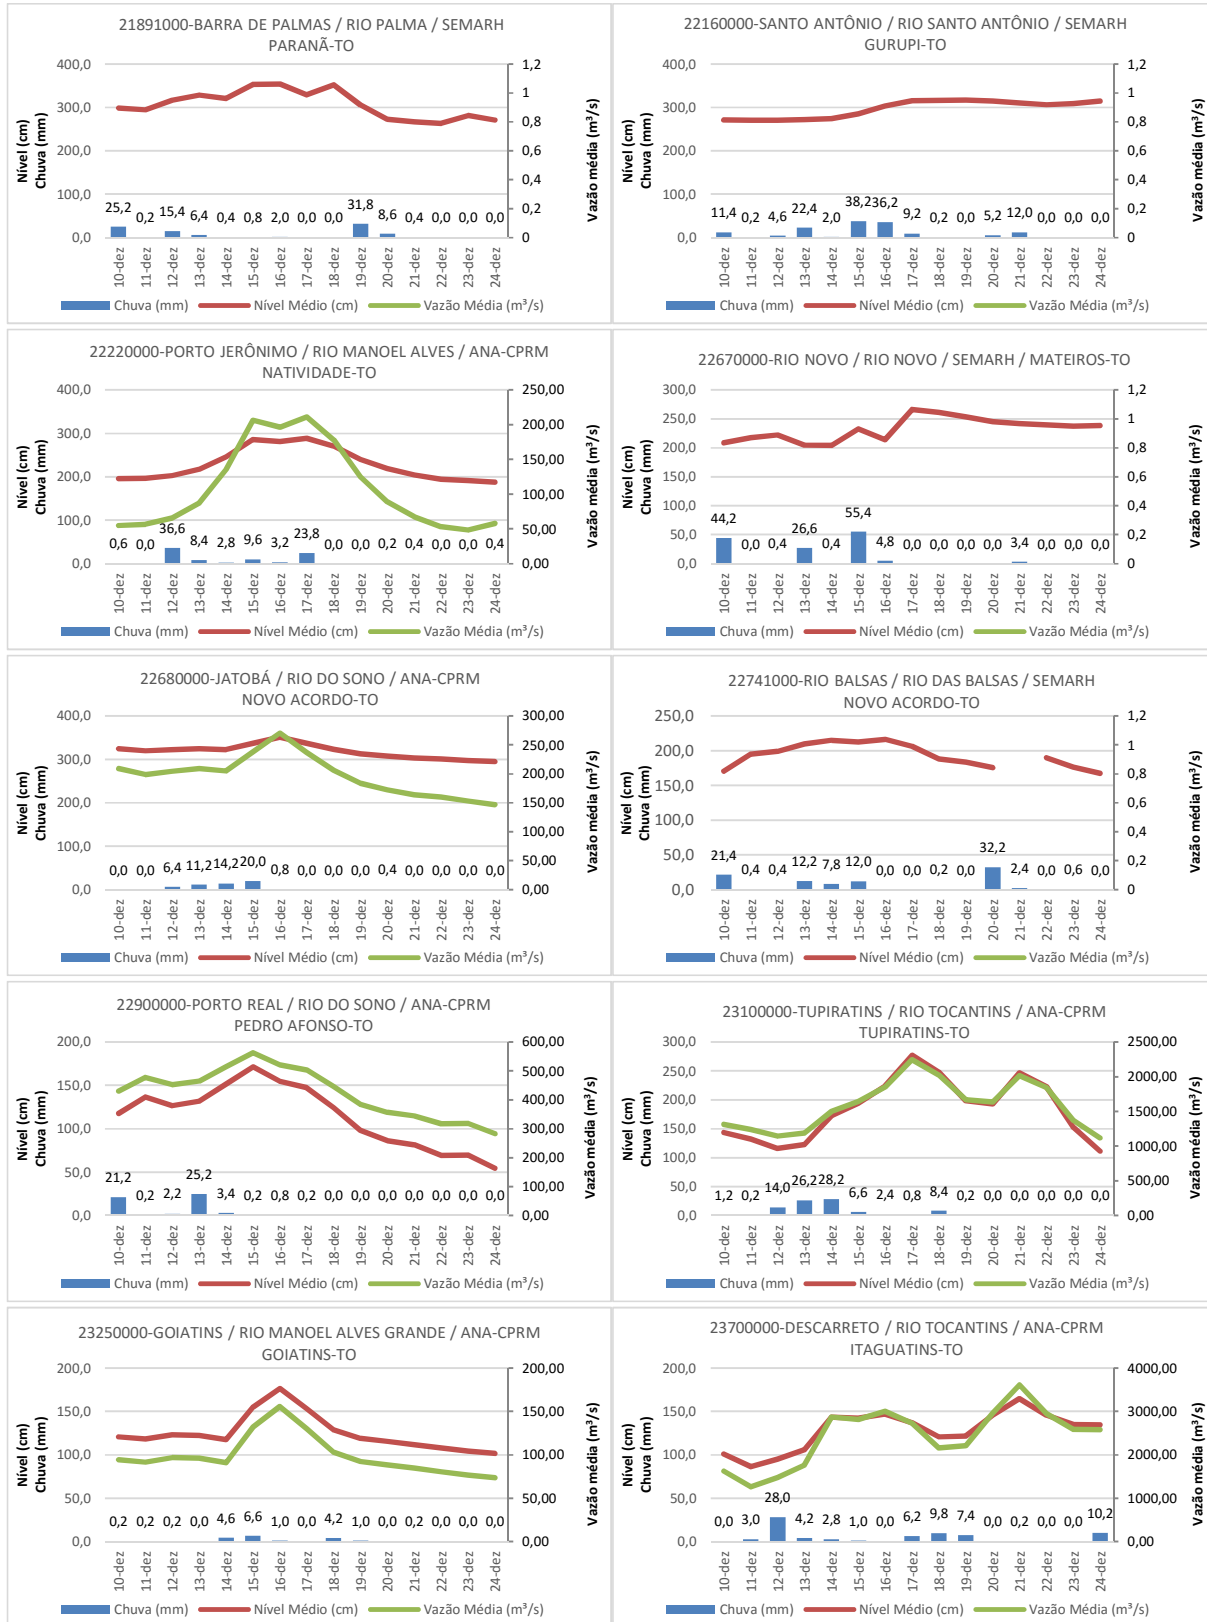 21891000-BARRA DE PALMAS / RIO PALMA / SEMARH
PARANÃ-TO
Nível (cm)
Chuva (mm)
400,0
300,0
200,0
100,0
0,0
1,2
1
0,8
0,6
0,4
0,2
0
Vazão média (m³/s)
25,2 0,2 15,4 6,4 0,4 0,8 2,0 0,0 0,0 31,8 8,6 0,4 0,0 0,0 0,0
10-dez 11-dez 12-dez 13-dez 14-dez 15-dez 16-dez 17-dez 18-dez 19-dez 20-dez 21-dez 22-dez 23-dez 24-dez
Chuva (mm) Nível Médio (cm) Vazão Média (m³/s)
22160000-SANTO ANTÔNIO / RIO SANTO ANTÔNIO / SEMARH
GURUPI-TO
Nível (cm)
Chuva (mm)
400,0
300,0
200,0
100,0
0,0
1,2
1
0,8
0,6
0,4
0,2
0
Vazão média (m³/s)
11,4 0,2 4,6 22,4 2,0 38,2 36,2 9,2 0,2 0,0 5,2 12,0 0,0 0,0 0,0
10-dez 11-dez 12-dez 13-dez 14-dez 15-dez 16-dez 17-dez 18-dez 19-dez 20-dez 21-dez 22-dez 23-dez 24-dez
Chuva (mm) Nível Médio (cm) Vazão Média (m³/s)
22220000-PORTO JERÔNIMO / RIO MANOEL ALVES / ANA-CPRM
NATIVIDADE-TO
Nível (cm)
Chuva (mm)
400,0
300,0
200,0
100,0
0,0
250,00
200,00
150,00
100,00
50,00
0,00
Vazão média (m³/s)
0,6 0,0 36,6 8,4 2,8 9,6 3,2 23,8 0,0 0,0 0,2 0,4 0,0 0,0 0,4
10-dez 11-dez 12-dez 13-dez 14-dez 15-dez 16-dez 17-dez 18-dez 19-dez 20-dez 21-dez 22-dez 23-dez 24-dez
Chuva (mm) Nível Médio (cm) Vazão Média (m³/s)
22670000-RIO NOVO / RIO NOVO / SEMARH / MATEIROS-TO
Nível (cm)
Chuva (mm)
300,0
250,0
200,0
150,0
100,0
50,0
0,0
1,2
1
0,8
0,6
0,4
0,2
0
Vazão média (m³/s)
44,2 0,0 0,4 26,6 0,4 55,4 4,8 0,0 0,0 0,0 0,0 3,4 0,0 0,0 0,0
10-dez 11-dez 12-dez 13-dez 14-dez 15-dez 16-dez 17-dez 18-dez 19-dez 20-dez 21-dez 22-dez 23-dez 24-dez
Chuva (mm) Nível Médio (cm) Vazão Média (m³/s)
22680000-JATOBÁ / RIO DO SONO / ANA-CPRM
NOVO ACORDO-TO
Nível (cm)
Chuva (mm)
400,0
300,0
200,0
100,0
0,0
300,00
250,00
200,00
150,00
100,00
50,00
0,00
Vazão média (m³/s)
0,0 0,0 6,4 11,2 14,2 20,0 0,8 0,0 0,0 0,0 0,4 0,0 0,0 0,0 0,0
10-dez 11-dez 12-dez 13-dez 14-dez 15-dez 16-dez 17-dez 18-dez 19-dez 20-dez 21-dez 22-dez 23-dez 24-dez
Chuva (mm) Nível Médio (cm) Vazão Média (m³/s)
22741000-RIO BALSAS / RIO DAS BALSAS / SEMARH
NOVO ACORDO-TO
Nível (cm)
Chuva (mm)
250,0
200,0
150,0
100,0
50,0
0,0
1,2
1
0,8
0,6
0,4
0,2
0
Vazão média (m³/s)
21,4 0,4 0,4 12,2 7,8 12,0 0,0 0,0 0,2 0,0 32,2 2,4 0,0 0,6 0,0
10-dez 11-dez 12-dez 13-dez 14-dez 15-dez 16-dez 17-dez 18-dez 19-dez 20-dez 21-dez 22-dez 23-dez 24-dez
Chuva (mm) Nível Médio (cm) Vazão Média (m³/s)
22900000-PORTO REAL / RIO DO SONO / ANA-CPRM
PEDRO AFONSO-TO
Nível (cm)
Chuva (mm)
200,0
150,0
100,0
50,0
0,0
600,00
500,00
400,00
300,00
200,00
100,00
0,00
Vazão média (m³/s)
21,2 0,2 2,2 25,2 3,4 0,2 0,8 0,2 0,0 0,0 0,0 0,0 0,0 0,0 0,0
10-dez 11-dez 12-dez 13-dez 14-dez 15-dez 16-dez 17-dez 18-dez 19-dez 20-dez 21-dez 22-dez 23-dez 24-dez
Chuva (mm) Nível Médio (cm) Vazão Média (m³/s)
23100000-TUPIRATINS / RIO TOCANTINS / ANA-CPRM
TUPIRATINS-TO
Nível (cm)
Chuva (mm)
300,0
250,0
200,0
150,0
100,0
50,0
0,0
2500,00
2000,00
1500,00
1000,00
500,00
0,00
Vazão média (m³/s)
1,2 0,2 14,0 26,2 28,2 6,6 2,4 0,8 8,4 0,2 0,0 0,0 0,0 0,0 0,0
10-dez 11-dez 12-dez 13-dez 14-dez 15-dez 16-dez 17-dez 18-dez 19-dez 20-dez 21-dez 22-dez 23-dez 24-dez
Chuva (mm) Nível Médio (cm) Vazão Média (m³/s)
23250000-GOIATINS / RIO MANOEL ALVES GRANDE / ANA-CPRM
GOIATINS-TO
Nível (cm)
Chuva (mm)
200,0
150,0
100,0
50,0
0,0
200,00
150,00
100,00
50,00
0,00
Vazão média (m³/s)
0,2 0,2 0,2 0,0 4,6 6,6 1,0 0,0 4,2 1,0 0,0 0,2 0,0 0,0 0,0
10-dez 11-dez 12-dez 13-dez 14-dez 15-dez 16-dez 17-dez 18-dez 19-dez 20-dez 21-dez 22-dez 23-dez 24-dez
Chuva (mm) Nível Médio (cm) Vazão Média (m³/s)
23700000-DESCARRETO / RIO TOCANTINS / ANA-CPRM
ITAGUATINS-TO
Nível (cm)
Chuva (mm)
200,0
150,0
100,0
50,0
0,0
4000,00
3000,00
2000,00
1000,00
0,00
Vazão média (m³/s)
0,0 3,0 28,0 4,2 2,8 1,0 0,0 6,2 9,8 7,4 0,0 0,2 0,0 0,0 10,2
10-dez 11-dez 12-dez 13-dez 14-dez 15-dez 16-dez 17-dez 18-dez 19-dez 20-dez 21-dez 22-dez 23-dez 24-dez
Chuva (mm) Nível Médio (cm) Vazão Média (m³/s)